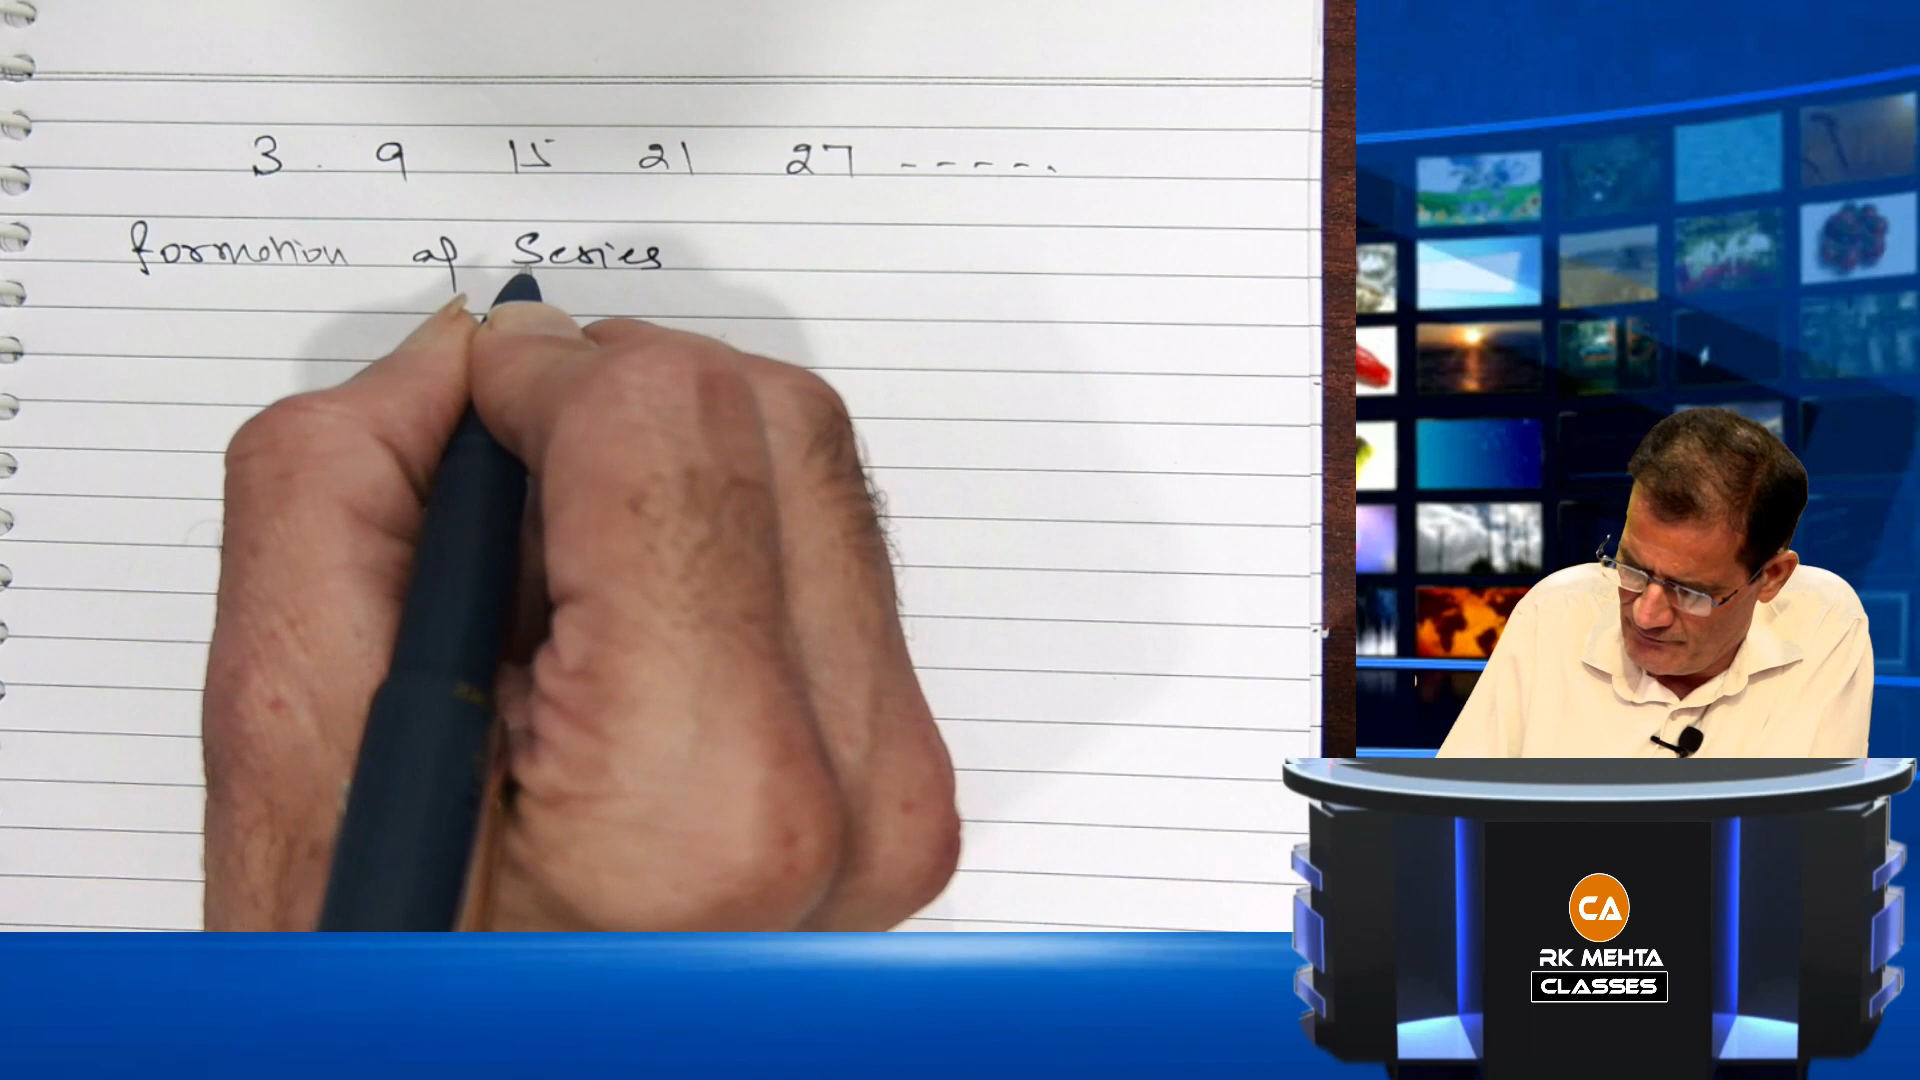 3 9 15 21 27 -----
formation of Series
CA
RK MEHTA
CLASSES